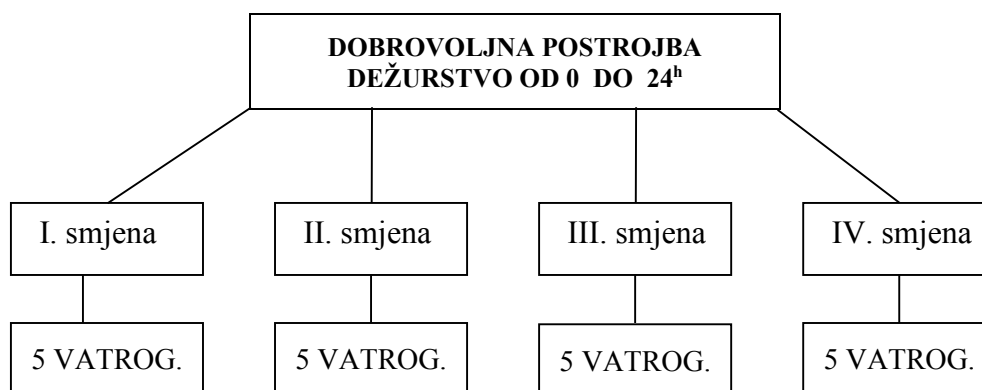 DOBROVOLJNA POSTROJBA
DEŽURSTVO OD 0 DO 24ʰ
I. smjena
II. smjena
III. smjena
IV. smjena
5 VATROG.
5 VATROG.
5 VATROG.
5 VATROG.